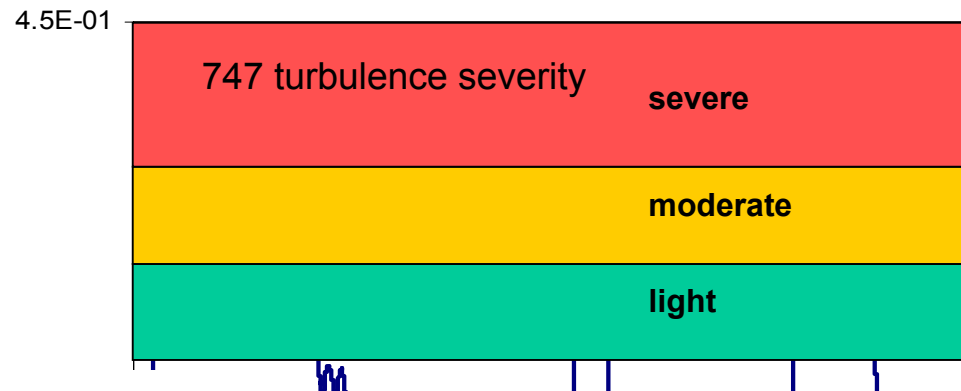 4.5E-01
747 turbulence severity
severe
moderate
light